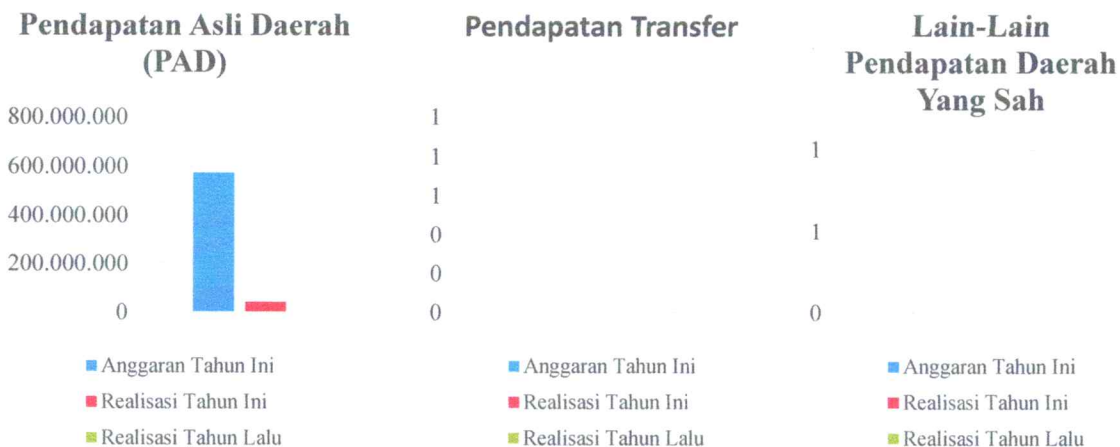 Pendapatan Asli Daerah
(PAD)
800.000.000
600.000.000
400.000.000
200.000.000
0
Anggaran Tahun Ini
Realisasi Tahun Ini
Realisasi Tahun Lalu
Pendapatan Transfer
1
1
1
0
0
0
Anggaran Tahun Ini
Realisasi Tahun Ini
Realisasi Tahun Lalu
Lain-Lain
Pendapatan Daerah
Yang Sah
1
1
0
Anggaran Tahun Ini
Realisasi Tahun Ini
Realisasi Tahun Lalu